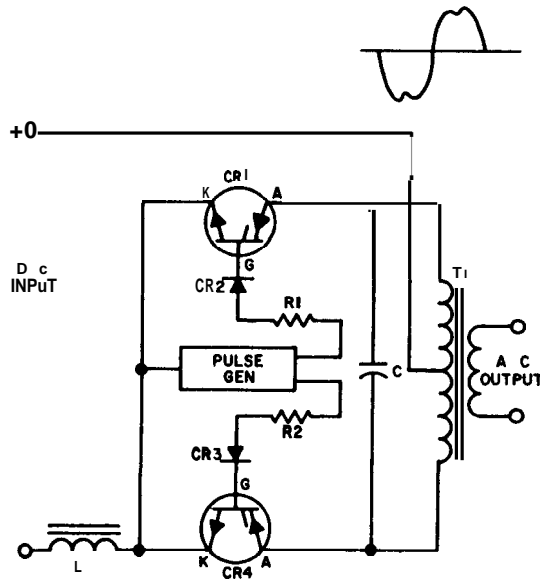 +0
K CR1 A
G
D c
INPuT
CR2
R1
T1
PULSE
GEN
C
A C
OUTPUT
R2
CR3
G
K A
L
CR4